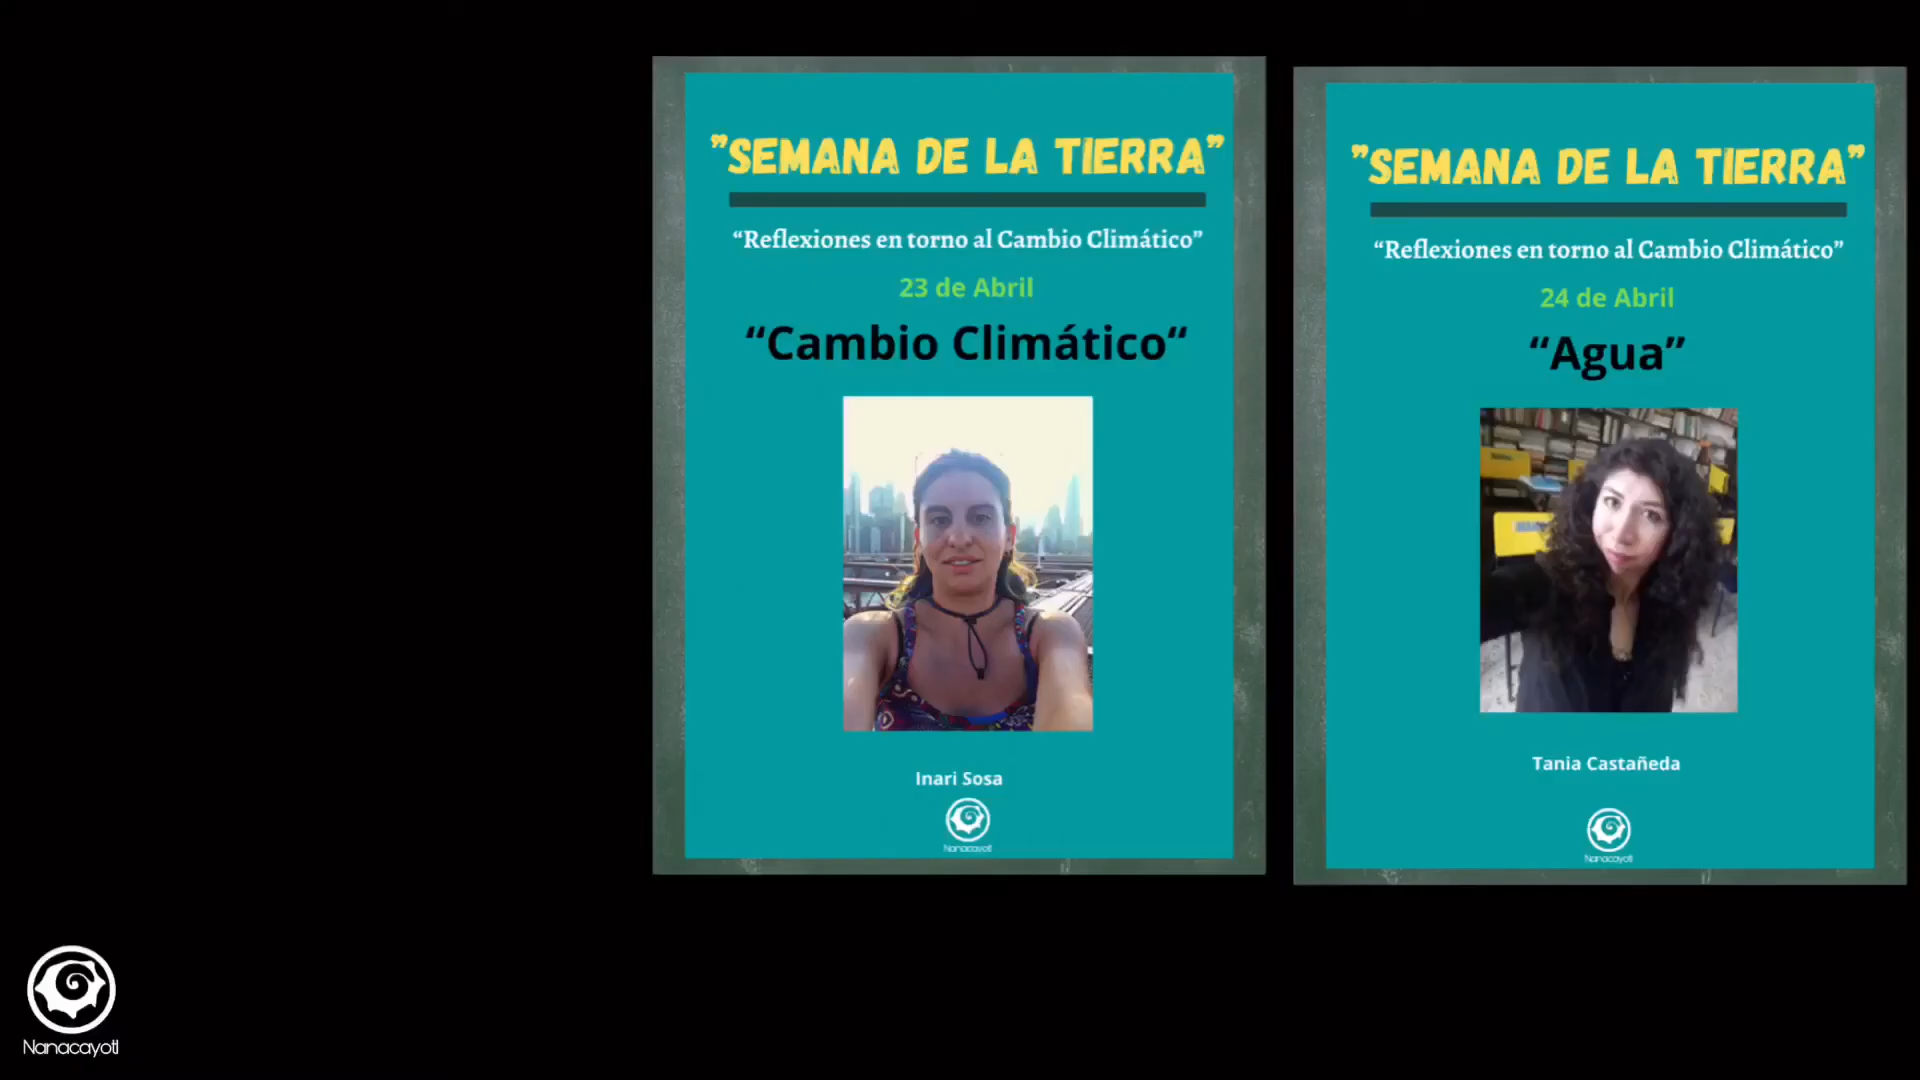 ”SEMANA DE LA TIERRA”
“Reflexiones en torno al Cambio Climático”
23 de Abril
“Cambio Climático“
Inari Sosa
Nanacayotl
”SEMANA DE LA TIERRA”
“Reflexiones en torno al Cambio Climático”
24 de Abril
“Agua”
Tania Castañeda
Nanacayotl
Nanacayotl